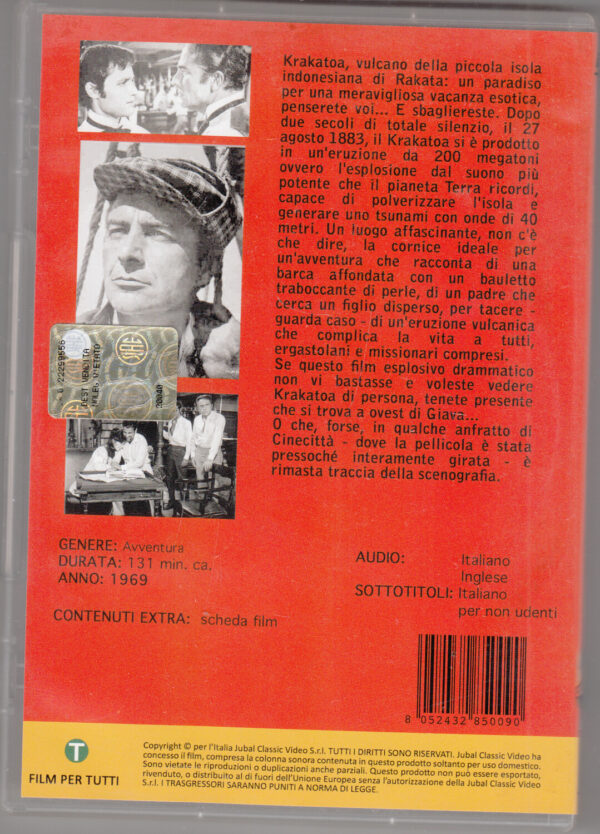 Krakatoa, vulcano della piccola isola
indonesiana di Rakata: un paradiso
per una meravigliosa vacanza esotica,
penserete voi... E sbagliereste. Dopo
due secoli di totale silenzio, il 27
agosto 1883, il Krakatoa si è prodotto
in un'eruzione da 200 megatoni
ovvero l'esplosione dal suono più
potente che il pianeta Terra ricordi,
capace di polverizzare l'isola e
generare uno tsunami con onde di 40
metri. Un luogo affascinante, non c'è
che dire, la cornice ideale per
un'avventura che racconta di una
barca affondata con un bauletto
traboccante di perle, di un padre che
cerca un figlio disperso, per tacere -
guarda caso - di un'eruzione vulcanica
che complica la vita a tutti,
ergastolani e missionari compresi.
Se questo film esplosivo drammatico
non vi bastasse e voleste vedere
Krakatoa di persona, tenete presente
che si trova a ovest di Giava...
O che, forse, in qualche anfratto di
Cinecittà - dove la pellicola è stata
pressoché interamente girata - è
rimasta traccia della scenografia.
SIAE
DEST VENDITA
NOLEG VIETATO
GENERE: Avventura
DURATA: 131 min. ca.
ANNO: 1969
CONTENUTI EXTRA: scheda film
AUDIO: Italiano
Inglese
SOTTOTITOLI: Italiano
per non udenti
8 052432 850090
T
FILM PER TUTTI
Copyright © per l'Italia Jubal Classic Video S.r.l. TUTTI I DIRITTI SONO RISERVATI. Jubal Classic Video ha
concesso il film, compresa la colonna sonora contenuta in questo prodotto soltanto per uso domestico.
Sono vietate le riproduzioni o duplicazioni anche parziali. Questo prodotto non può essere esportato,
rivenduto, o distribuito al di fuori dell'Unione Europea senza l'autorizzazione della Jubal Classic Video
S.r.l. I TRASGRESSORI SARANNO PUNITI A NORMA DI LEGGE.